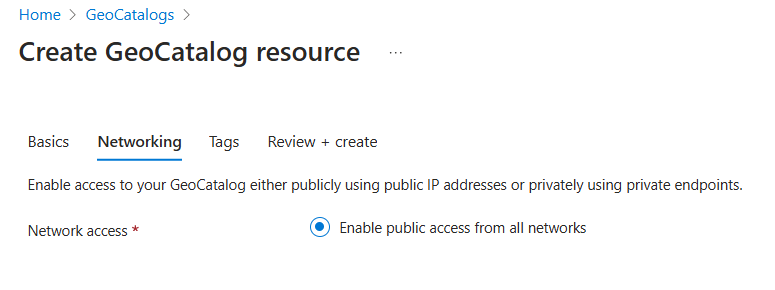 Home > GeoCatalogs >
Create GeoCatalog resource ...
Basics Networking Tags Review + create
Enable access to your GeoCatalog either publicly using public IP addresses or privately using private endpoints.
Network access * Enable public access from all networks